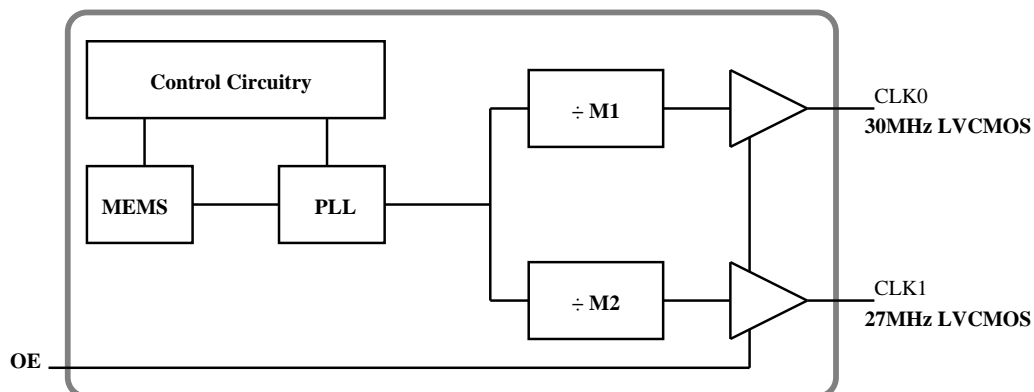 Control Circuitry
MEMS
PLL
÷ M1
÷ M2
CLK0
30MHz LVCMOS
CLK1
27MHz LVCMOS
OE